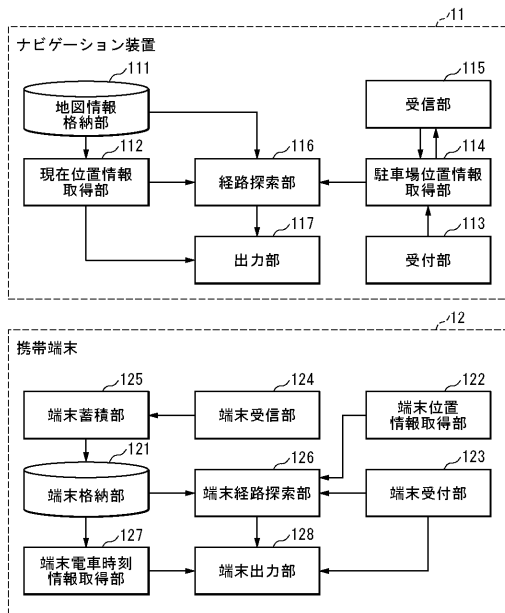 11
ナビゲーション装置
111
地図情報
格納部
115
受信部
112
現在位置情報
取得部
116
経路探索部
114
駐車場位置情報
取得部
117
出力部
113
受付部
12
携帯端末
125
端末蓄積部
124
端末受信部
122
端末位置
情報取得部
121
端末格納部
126
端末経路探索部
123
端末受付部
127
端末電車時刻
情報取得部
128
端末出力部